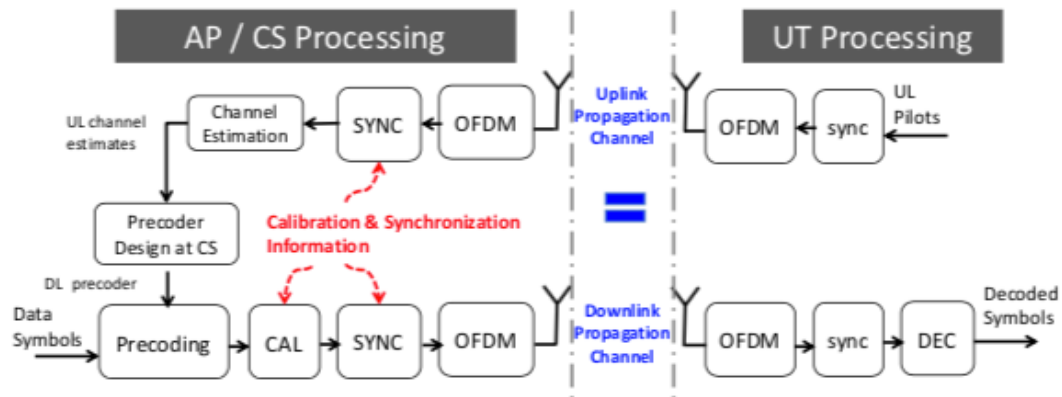 AP / CS Processing
UT Processing
UL channel
estimates
Channel
Estimation
SYNC
OFDM
Uplink
Propagation
Channel
OFDM
sync
UL
Pilots
Precoder
Design at CS
Calibration & Synchronization
Information
DL precoder
Data
Symbols
Precoding
CAL
SYNC
OFDM
Downlink
Propagation
Channel
OFDM
sync
DEC
Decoded
Symbols